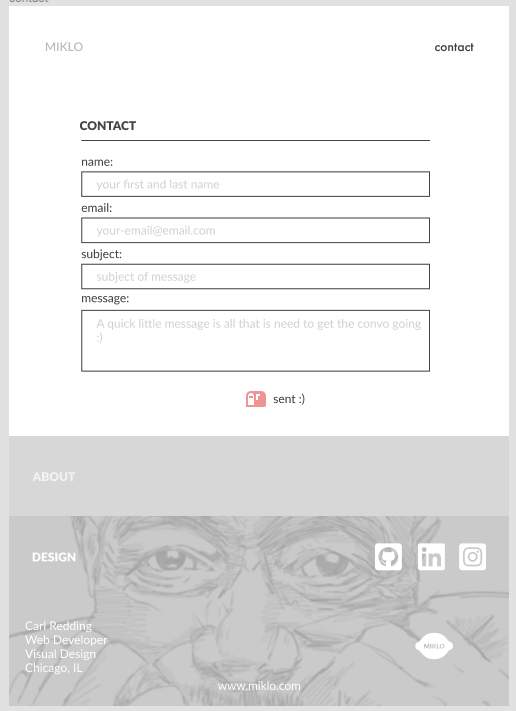 contact
MIKLO
contact
CONTACT
name:
your first and last name
email:
your-email@email.com
subject:
subject of message
message:
A quick little message is all that is need to get the convo going
:)
sent :)
ABOUT
DESIGN
in
Carl Redding
Web Developer
Visual Design
Chicago, IL
MIKLO
www.miklo.com